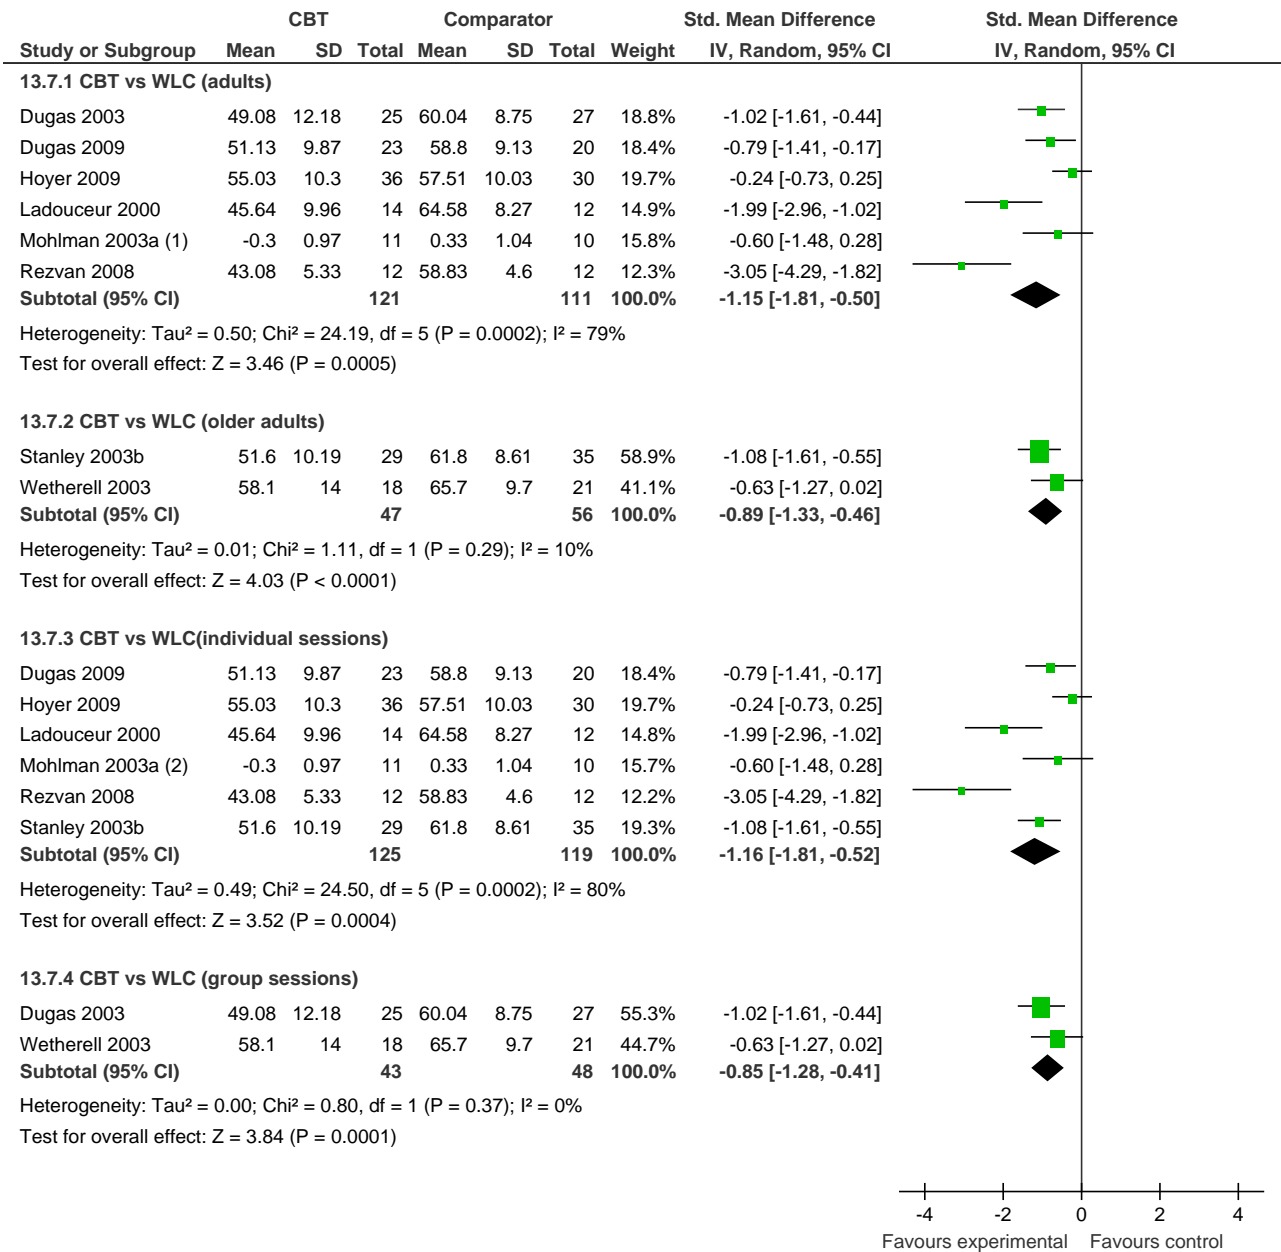 CBT Comparator Std. Mean Difference Std. Mean Difference
Study or Subgroup Mean SD Total Mean SD Total Weight IV, Random, 95% CI IV, Random, 95% CI
13.7.1 CBT vs WLC (adults)
Dugas 2003 49.08 12.18 25 60.04 8.75 27 18.8% -1.02 [-1.61, -0.44]
Dugas 2009 51.13 9.87 23 58.8 9.13 20 18.4% -0.79 [-1.41, -0.17]
Hoyer 2009 55.03 10.3 36 57.51 10.03 30 19.7% -0.24 [-0.73, 0.25]
Ladouceur 2000 45.64 9.96 14 64.58 8.27 12 14.9% -1.99 [-2.96, -1.02]
Mohlman 2003a (1) -0.3 0.97 11 0.33 1.04 10 15.8% -0.60 [-1.48, 0.28]
Rezvan 2008 43.08 5.33 12 58.83 4.6 12 12.3% -3.05 [-4.29, -1.82]
Subtotal (95% CI) 121 111 100.0% -1.15 [-1.81, -0.50]
Heterogeneity: Tau² = 0.50; Chi² = 24.19, df = 5 (P = 0.0002); I² = 79%
Test for overall effect: Z = 3.46 (P = 0.0005)
13.7.2 CBT vs WLC (older adults)
Stanley 2003b 51.6 10.19 29 61.8 8.61 35 58.9% -1.08 [-1.61, -0.55]
Wetherell 2003 58.1 14 18 65.7 9.7 21 41.1% -0.63 [-1.27, 0.02]
Subtotal (95% CI) 47 56 100.0% -0.89 [-1.33, -0.46]
Heterogeneity: Tau² = 0.01; Chi² = 1.11, df = 1 (P = 0.29); I² = 10%
Test for overall effect: Z = 4.03 (P < 0.0001)
13.7.3 CBT vs WLC(individual sessions)
Dugas 2009 51.13 9.87 23 58.8 9.13 20 18.4% -0.79 [-1.41, -0.17]
Hoyer 2009 55.03 10.3 36 57.51 10.03 30 19.7% -0.24 [-0.73, 0.25]
Ladouceur 2000 45.64 9.96 14 64.58 8.27 12 14.8% -1.99 [-2.96, -1.02]
Mohlman 2003a (2) -0.3 0.97 11 0.33 1.04 10 15.7% -0.60 [-1.48, 0.28]
Rezvan 2008 43.08 5.33 12 58.83 4.6 12 12.2% -3.05 [-4.29, -1.82]
Stanley 2003b 51.6 10.19 29 61.8 8.61 35 19.3% -1.08 [-1.61, -0.55]
Subtotal (95% CI) 125 119 100.0% -1.16 [-1.81, -0.52]
Heterogeneity: Tau² = 0.49; Chi² = 24.50, df = 5 (P = 0.0002); I² = 80%
Test for overall effect: Z = 3.52 (P = 0.0004)
13.7.4 CBT vs WLC (group sessions)
Dugas 2003 49.08 12.18 25 60.04 8.75 27 55.3% -1.02 [-1.61, -0.44]
Wetherell 2003 58.1 14 18 65.7 9.7 21 44.7% -0.63 [-1.27, 0.02]
Subtotal (95% CI) 43 48 100.0% -0.85 [-1.28, -0.41]
Heterogeneity: Tau² = 0.00; Chi² = 0.80, df = 1 (P = 0.37); I² = 0%
Test for overall effect: Z = 3.84 (P = 0.0001)
-4 -2 0 2 4
Favours experimental Favours control